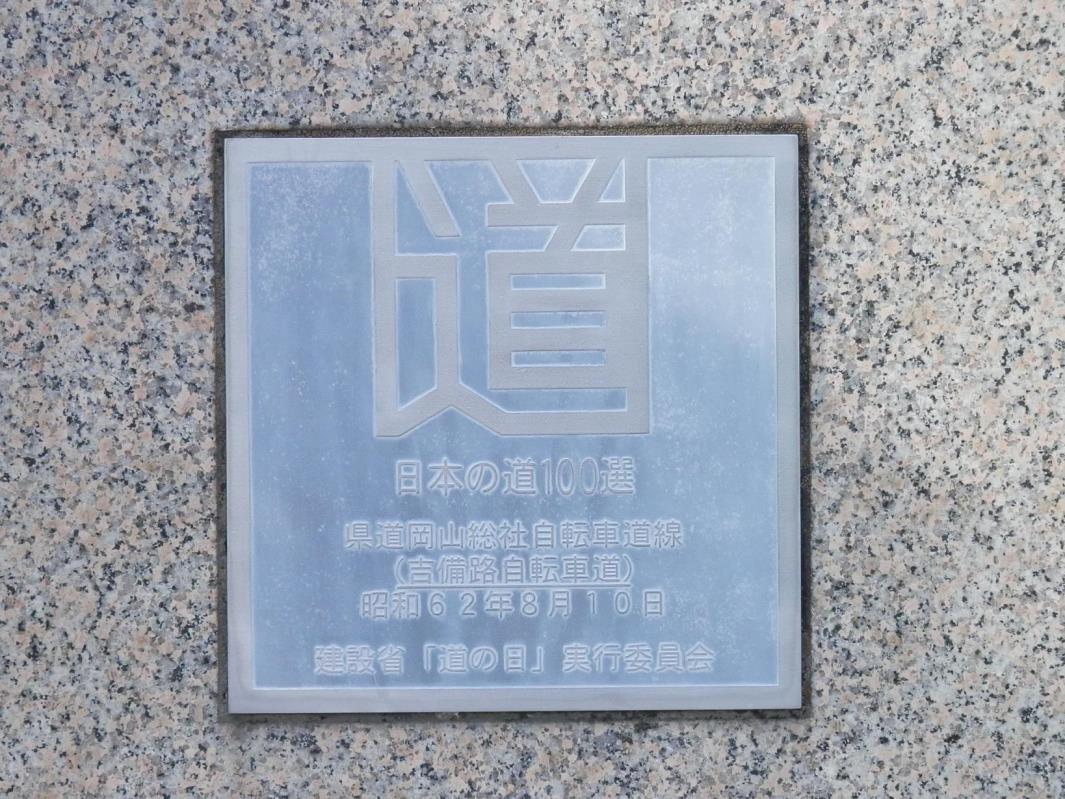 道
日本の道100選
県道岡山総社自転車道線
（吉備路自転車道）
昭和６２年８月１０日
建設省「道の日」実行委員会